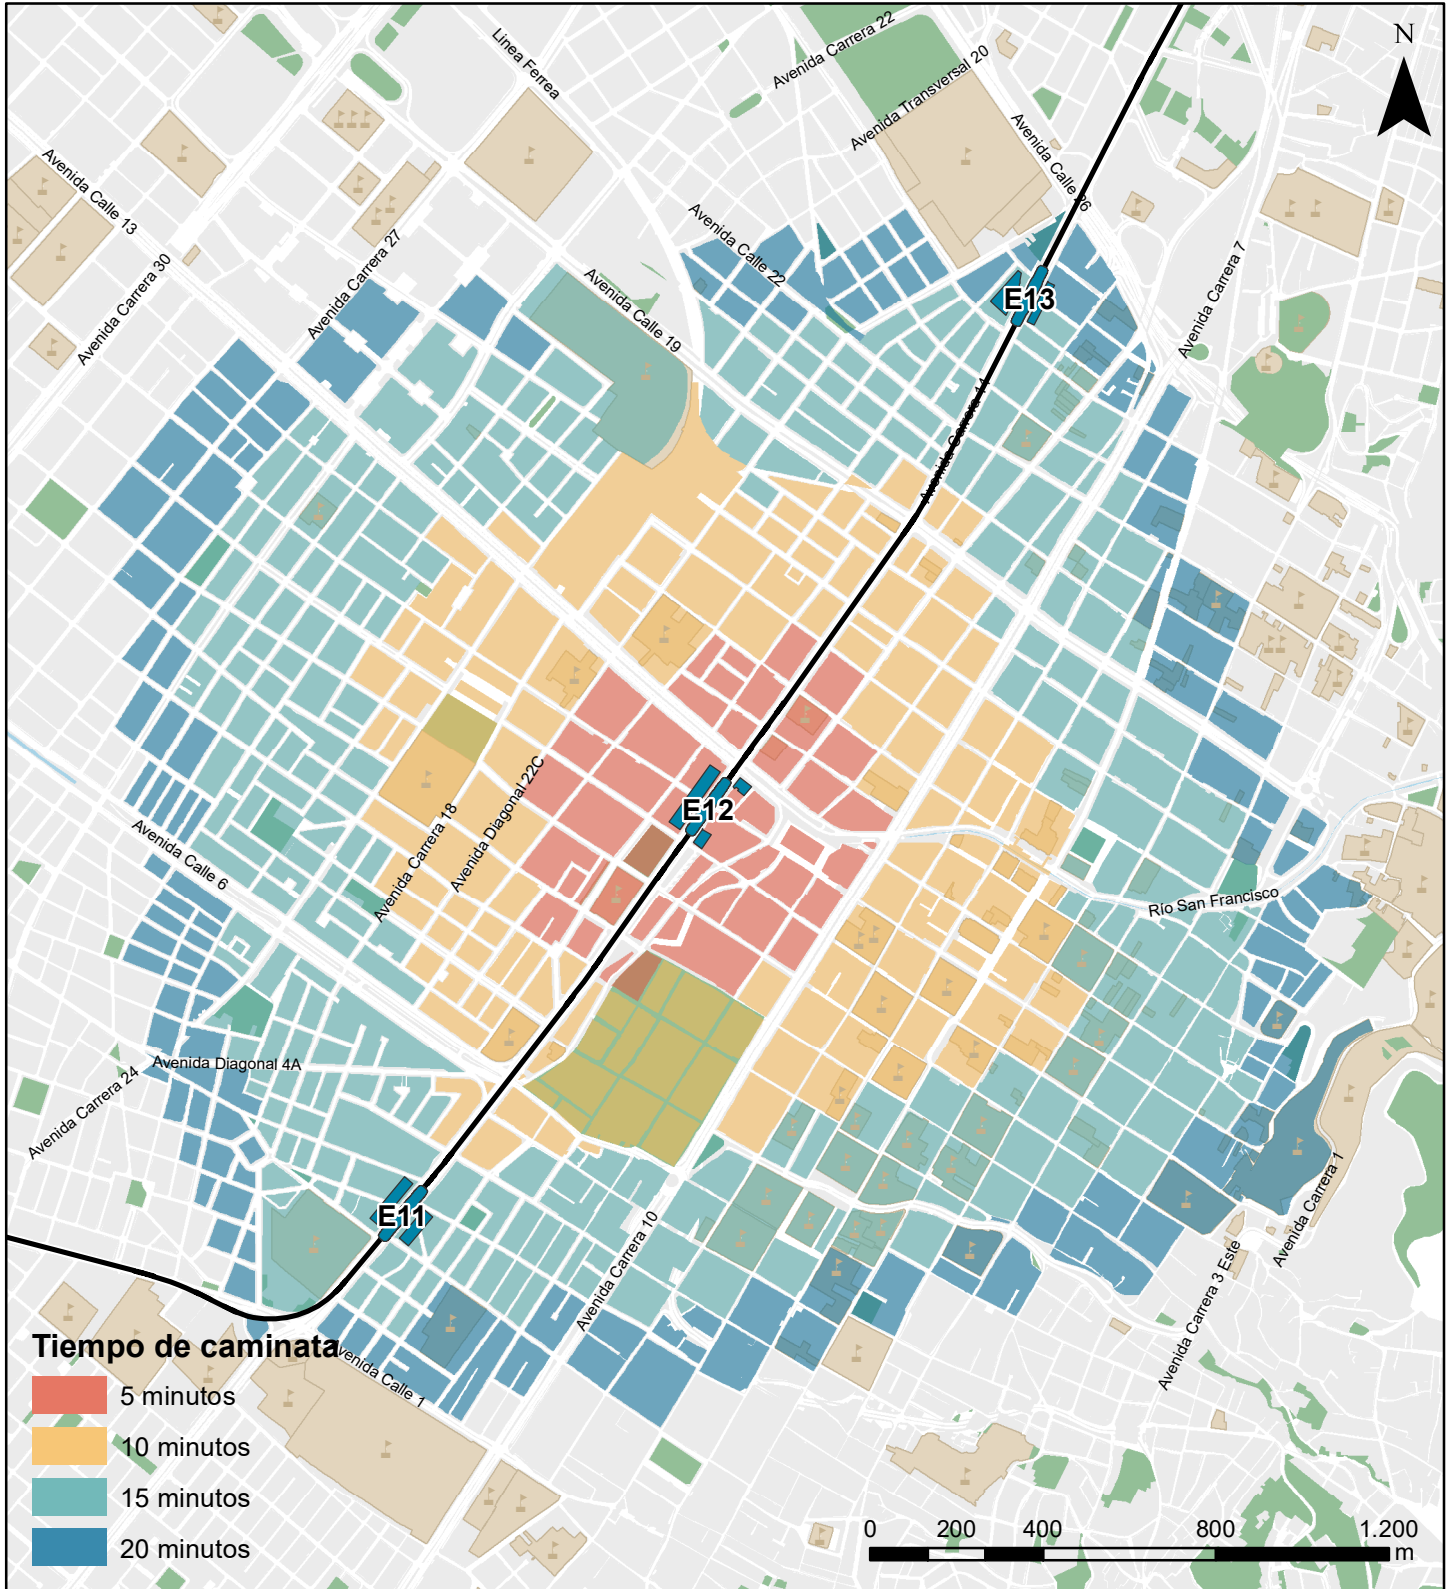 N
Avenida Carrera 22
Línea Ferrea
Avenida Transversal 20
Avenida Calle 26
Avenida Calle 13
Avenida Carrera 27
Avenida Carrera 30
Avenida Calle 22
Avenida Carrera 7
Avenida Calle 19
E13
Avenida Carrera 14
Avenida Diagonal 22C
E12
Avenida Carrera 18
Avenida Calle 6
Río San Francisco
Avenida Diagonal 4A
Avenida Carrera 24
E11
Avenida Carrera 10
Avenida Carrera 1
Avenida Carrera 3 Este
Avenida Calle 1
Tiempo de caminata
5 minutos
10 minutos
15 minutos
20 minutos
0 200 400 800 1.200
m